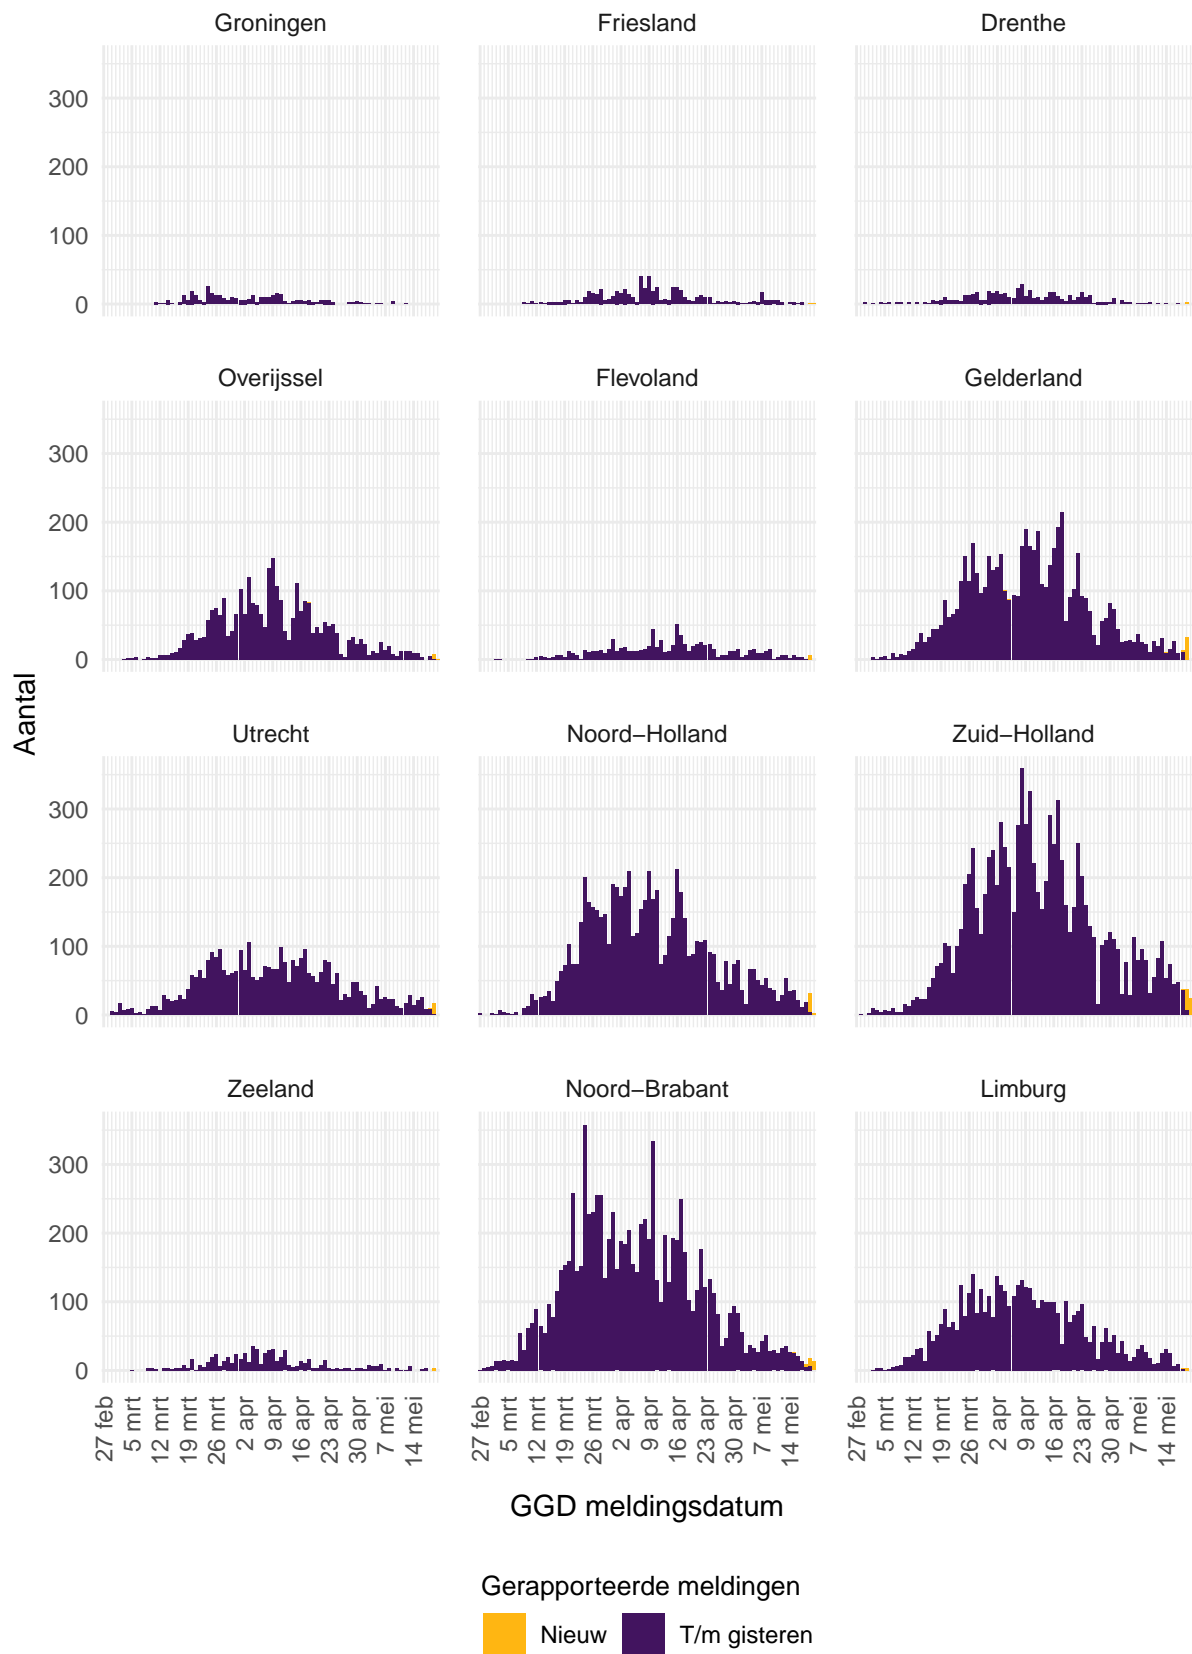 Groningen Friesland Drenthe
300
200
100
0
Overijssel Flevoland Gelderland
300
200
100
0
Utrecht Noord−Holland Zuid−Holland
300
200
100
0
Zeeland Noord−Brabant Limburg
300
200
100
0
Aantal
27 feb 5 mrt 12 mrt 19 mrt 26 mrt 2 apr 9 apr 16 apr 23 apr 30 apr 7 mei 14 mei 27 feb 5 mrt 12 mrt 19 mrt 26 mrt 2 apr 9 apr 16 apr 23 apr 30 apr 7 mei 14 mei 27 feb 5 mrt 12 mrt 19 mrt 26 mrt 2 apr 9 apr 16 apr 23 apr 30 apr 7 mei 14 mei
GGD meldingsdatum
Gerapporteerde meldingen
Nieuw T/m gisteren